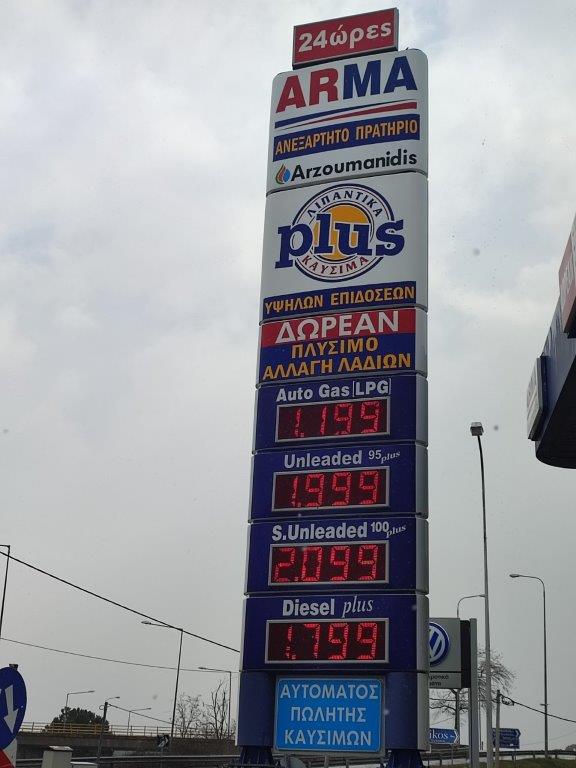 24ώρες
ARMA
ΑΝΕΞΑΡΤΗΤΟ ΠΡΑΤΗΡΙΟ
Arzoumanidis
ΛΙΠΑΝΤΙΚΑ
plus
ΚΑΥΣΙΜΑ
ΥΨΗΛΩΝ ΕΠΙΔΟΣΕΩΝ
ΔΩΡΕΑΝ
ΠΛΥΣΙΜΟ
ΑΛΛΑΓΗ ΛΑΔΙΩΝ
Auto Gas LPG
1.199
Unleaded 95plus
1.999
S.Unleaded 100plus
2.099
Diesel plus
1.799
ΑΥΤΟΜΑΤΟΣ
ΠΩΛΗΤΗΣ
ΚΑΥΣΙΜΩΝ